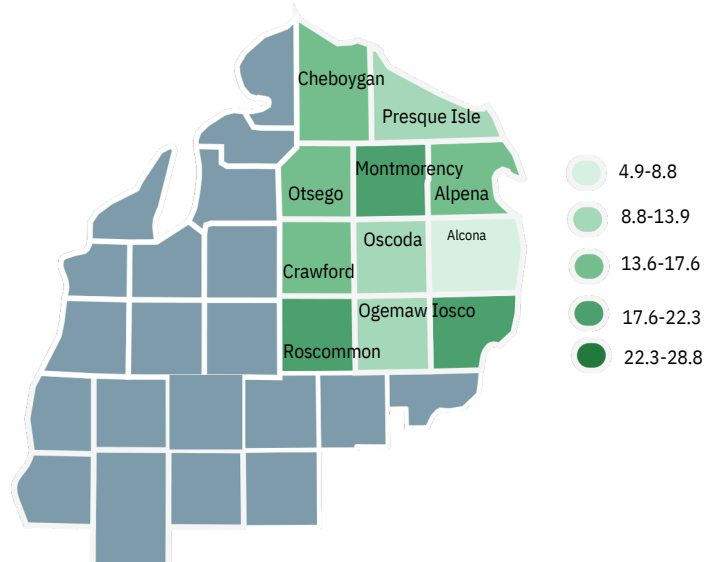 Cheboygan
Presque Isle
Montmorency
Otsego
Alpena
Oscoda
Alcona
Crawford
Ogemaw
Iosco
Roscommon
4.9-8.8
8.8-13.9
13.6-17.6
17.6-22.3
22.3-28.8